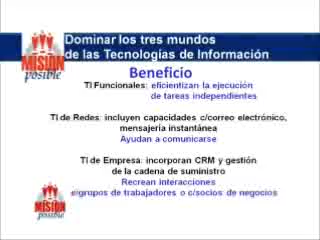 Dominar los tres mundos
de las Tecnologías de Información
MISIÓN
posible
Beneficio
TI Funcionales: eficientizan la ejecución
de tareas independientes
TI de Redes: incluyen capacidades c/correo electrónico,
mensajería instantánea
Ayudan a comunicarse
TI de Empresa: incorporan CRM y gestión
de la cadena de suministro
Recrean interacciones
e/grupos de trabajadores o c/socios de negocios
MISIÓN
posible